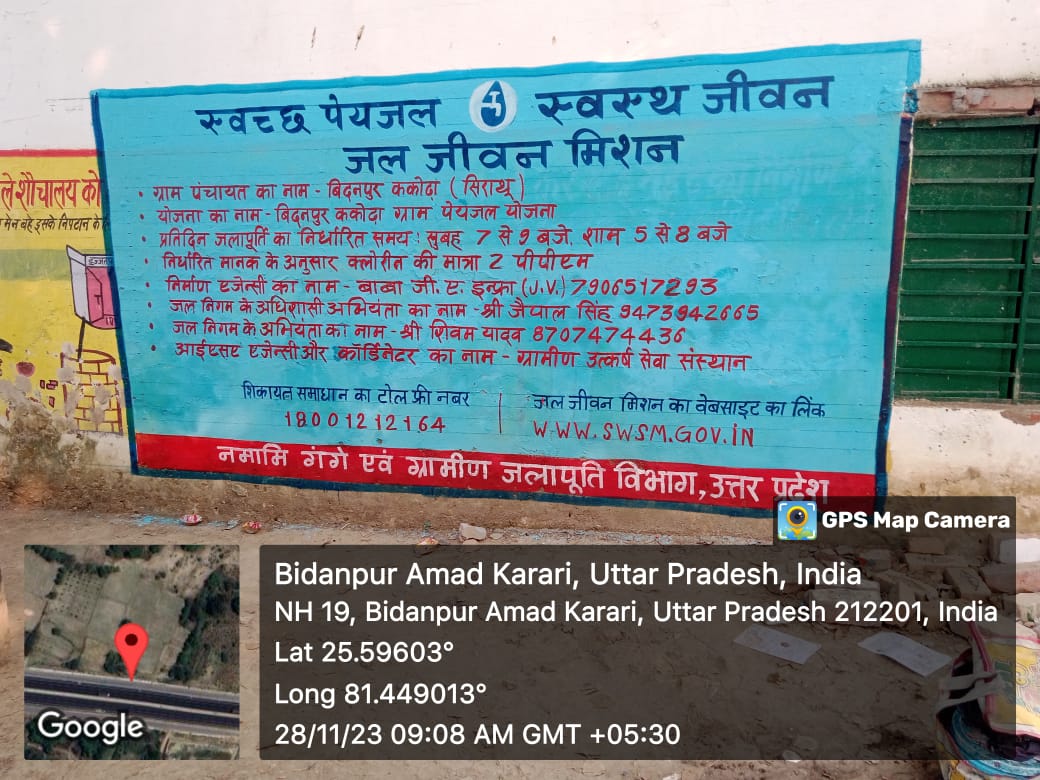 स्वच्छ पेयजल स्वस्थ जीवन
जल जीवन मिशन
• ग्राम पंचायत का नाम - बिदनपुर ककोढ़ा (सिराथू)
• योजना का नाम - बिदनपुर ककोढ़ा ग्राम पेयजल योजना
• प्रतिदिन जलापूर्ति का निर्धारित समय: सुबह 7 से 9 बजे, शाम 5 से 8 बजे
• निर्धारित मानक के अनुसार क्लोरीन की मात्रा 2 पीपीएम
• निर्माण एजेन्सी का नाम - बाबा जी. ए. इन्फ्रा (J.V.) 7906517293
• जल निगम के अधिशासी अभियंता का नाम - श्री जैपाल सिंह 9473942665
• जल निगम के अभियंता का नाम - श्री शिवम यादव 8707474436
• आईएसए एजेन्सी और कॉर्डिनेटर का नाम - ग्रामीण उत्कर्ष सेवा संस्थान
शिकायत समाधान का टोल फ्री नंबर
18001212164
जल जीवन मिशन का वेबसाइट का लिंक
WWW.SWSM.GOV.IN
नमामि गंगे एवं ग्रामीण जलापूर्ति विभाग, उत्तर प्रदेश
ले शौचालय को
इसके निपटान के
GPS Map Camera
Bidanpur Amad Karari, Uttar Pradesh, India
NH 19, Bidanpur Amad Karari, Uttar Pradesh 212201, India
Lat 25.59603°
Long 81.449013°
28/11/23 09:08 AM GMT +05:30
Google